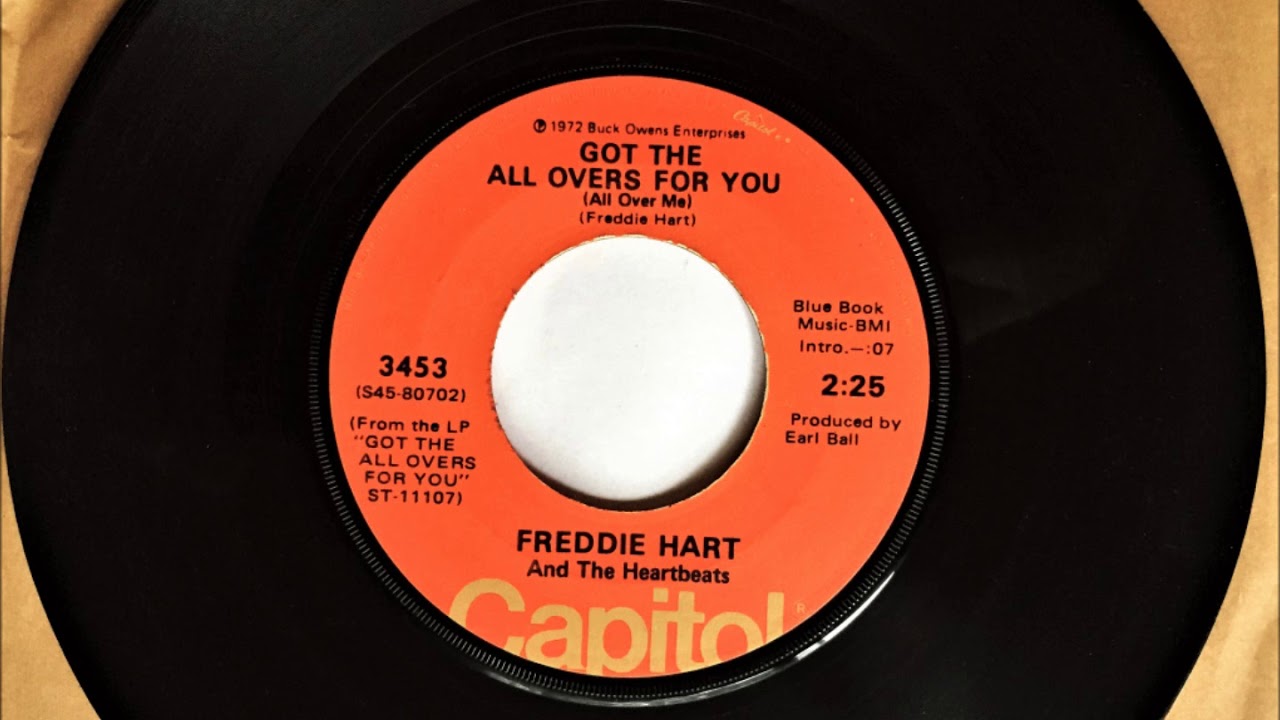 ℗ 1972 Buck Owens Enterprises
Capitol
GOT THE
ALL OVERS FOR YOU
(All Over Me)
(Freddie Hart)
Blue Book
Music-BMI
Intro.—:07
2:25
Produced by
Earl Ball
3453
(S45-80702)
(From the LP
"GOT THE
ALL OVERS
FOR YOU"
ST-11107)
FREDDIE HART
And The Heartbeats
Capitol®